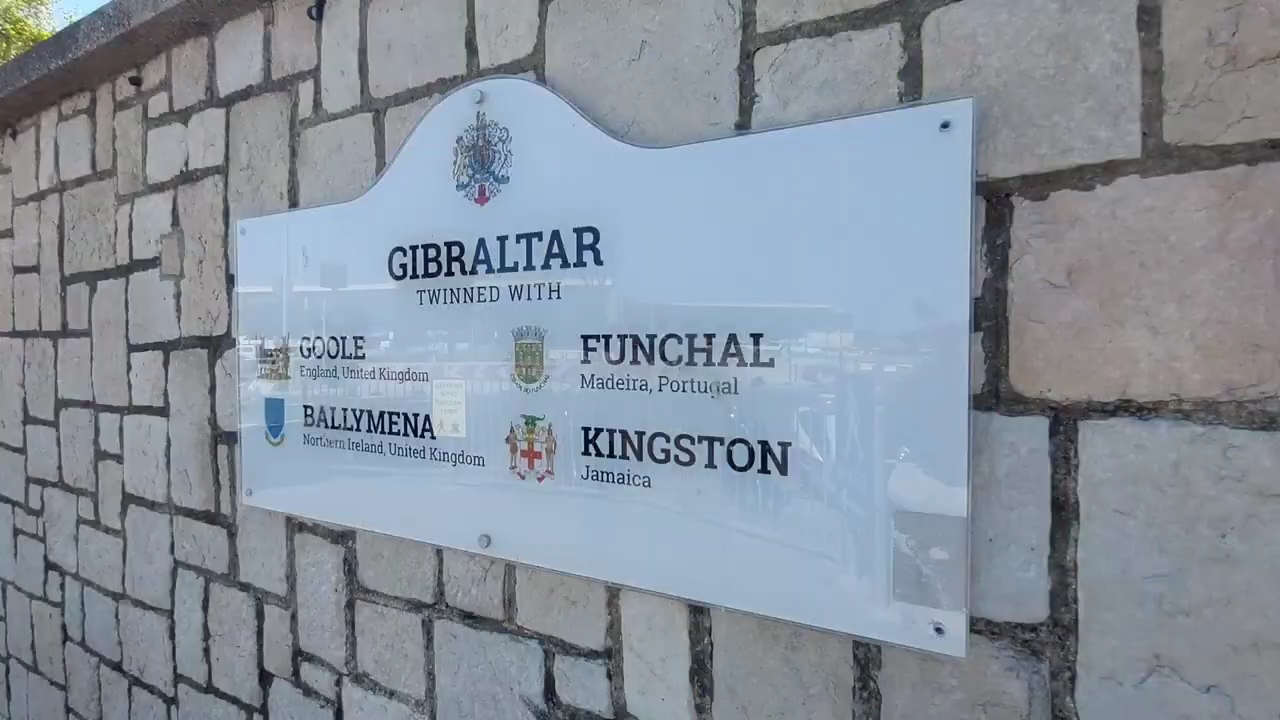 GIBRALTAR
TWINNED WITH
GOOLE
England, United Kingdom
BALLYMENA
Northern Ireland, United Kingdom
FUNCHAL
Madeira, Portugal
KINGSTON
Jamaica